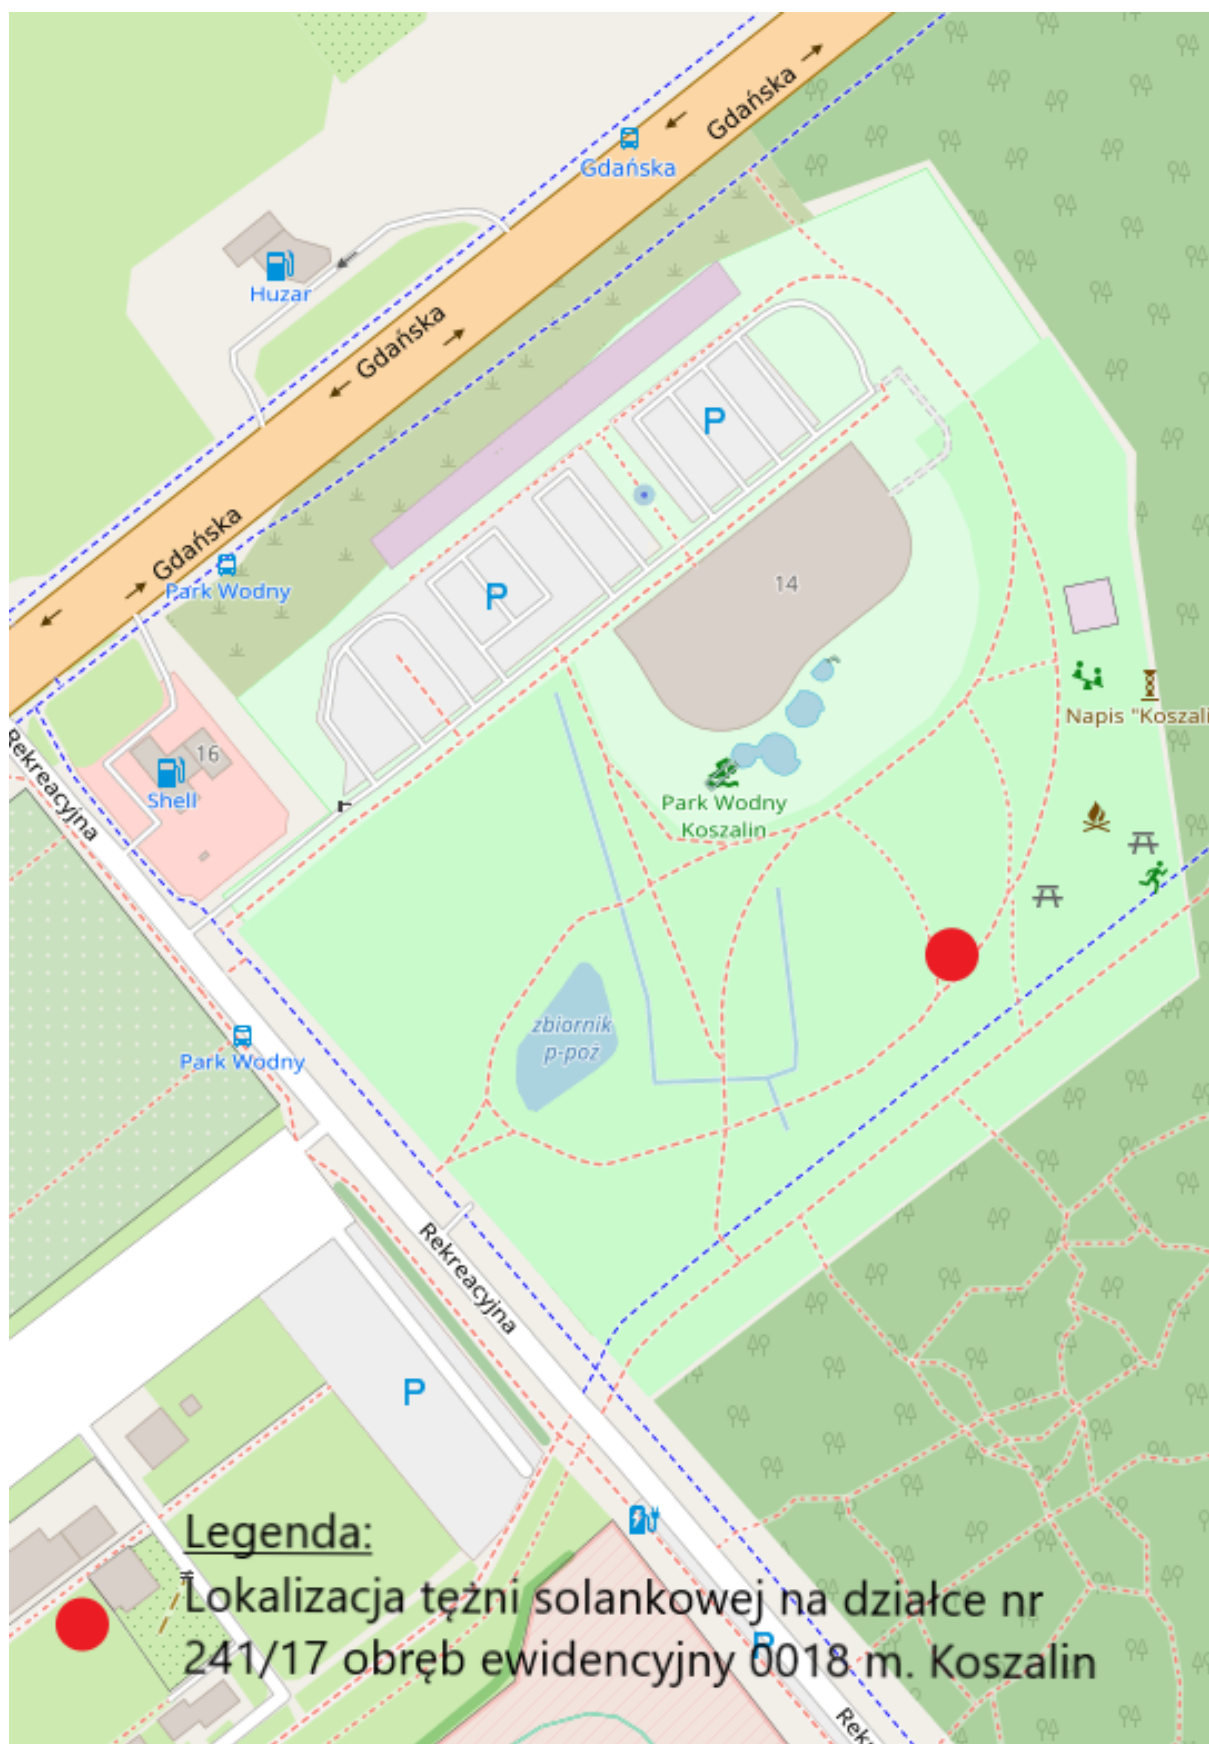 Gdańska
Gdańska
Huzar
Gdańska
Gdańska
Park Wodny
P
P
14
16
Shell
Rekreacyjna
Napis "Koszali
Park Wodny
Koszalin
zbiornik
p-poż
Park Wodny
Rekreacyjna
P
Legenda:
Lokalizacja tężni solankowej na działce nr
241/17 obręb ewidencyjny 0018 m. Koszalin
P
Rekr